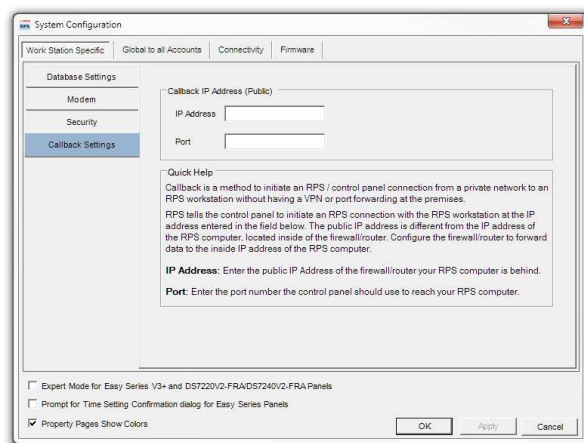 RPS System Configuration
Work Station Specific Global to all Accounts Connectivity Firmware
Database Settings
Modem
Security
Callback Settings
Callback IP Address (Public)
IP Address
Port
Quick Help
Callback is a method to initiate an RPS / control panel connection from a private network to an
RPS workstation without having a VPN or port forwarding at the premises.
RPS tells the control panel to initiate an RPS connection with the RPS workstation at the IP
address entered in the field below. The public IP address is different from the IP address of
the RPS computer, located inside of the firewall/router. Configure the firewall/router to forward
data to the inside IP address of the RPS computer.
IP Address: Enter the public IP Address of the firewall/router your RPS computer is behind.
Port: Enter the port number the control panel should use to reach your RPS computer.
Expert Mode for Easy Series V3+ and DS7220V2-FRA/DS7240V2-FRA Panels
Prompt for Time Setting Confirmation dialog for Easy Series Panels
Property Pages Show Colors
OK Apply Cancel